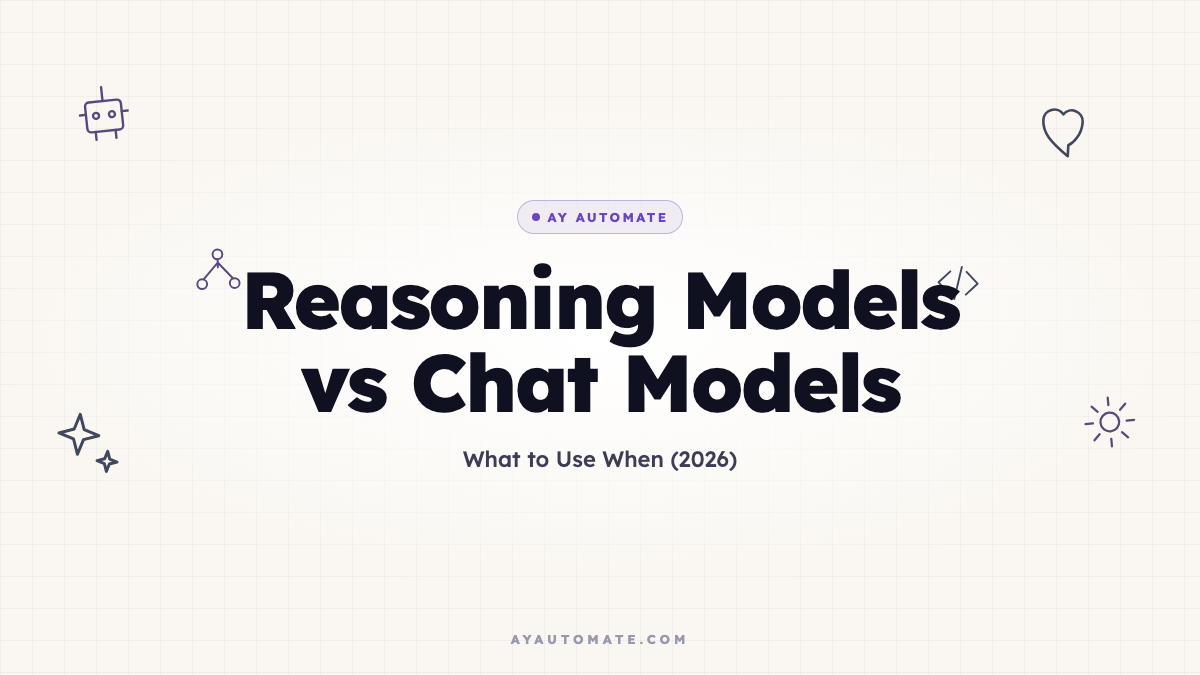 AY AUTOMATE
Reasoning Models
vs Chat Models
What to Use When (2026)
AYAUTOMATE.COM